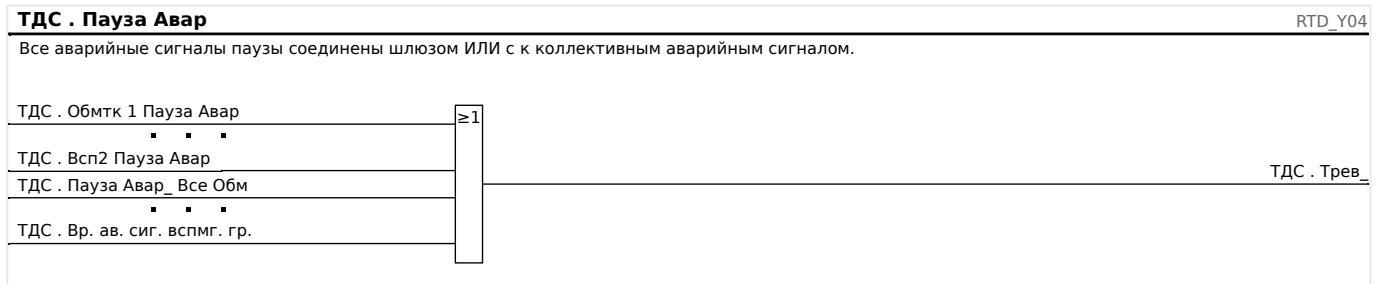 ТДС . Пауза Авар
RTD_Y04
Все аварийные сигналы паузы соединены шлюзом ИЛИ с к коллективным аварийным сигналом.
ТДС . Обмтк 1 Пауза Авар
≥1
ТДС . Всп2 Пауза Авар
ТДС . Трев_
ТДС . Пауза Авар_ Все Обм
ТДС . Вр. ав. сиг. вспмг. гр.